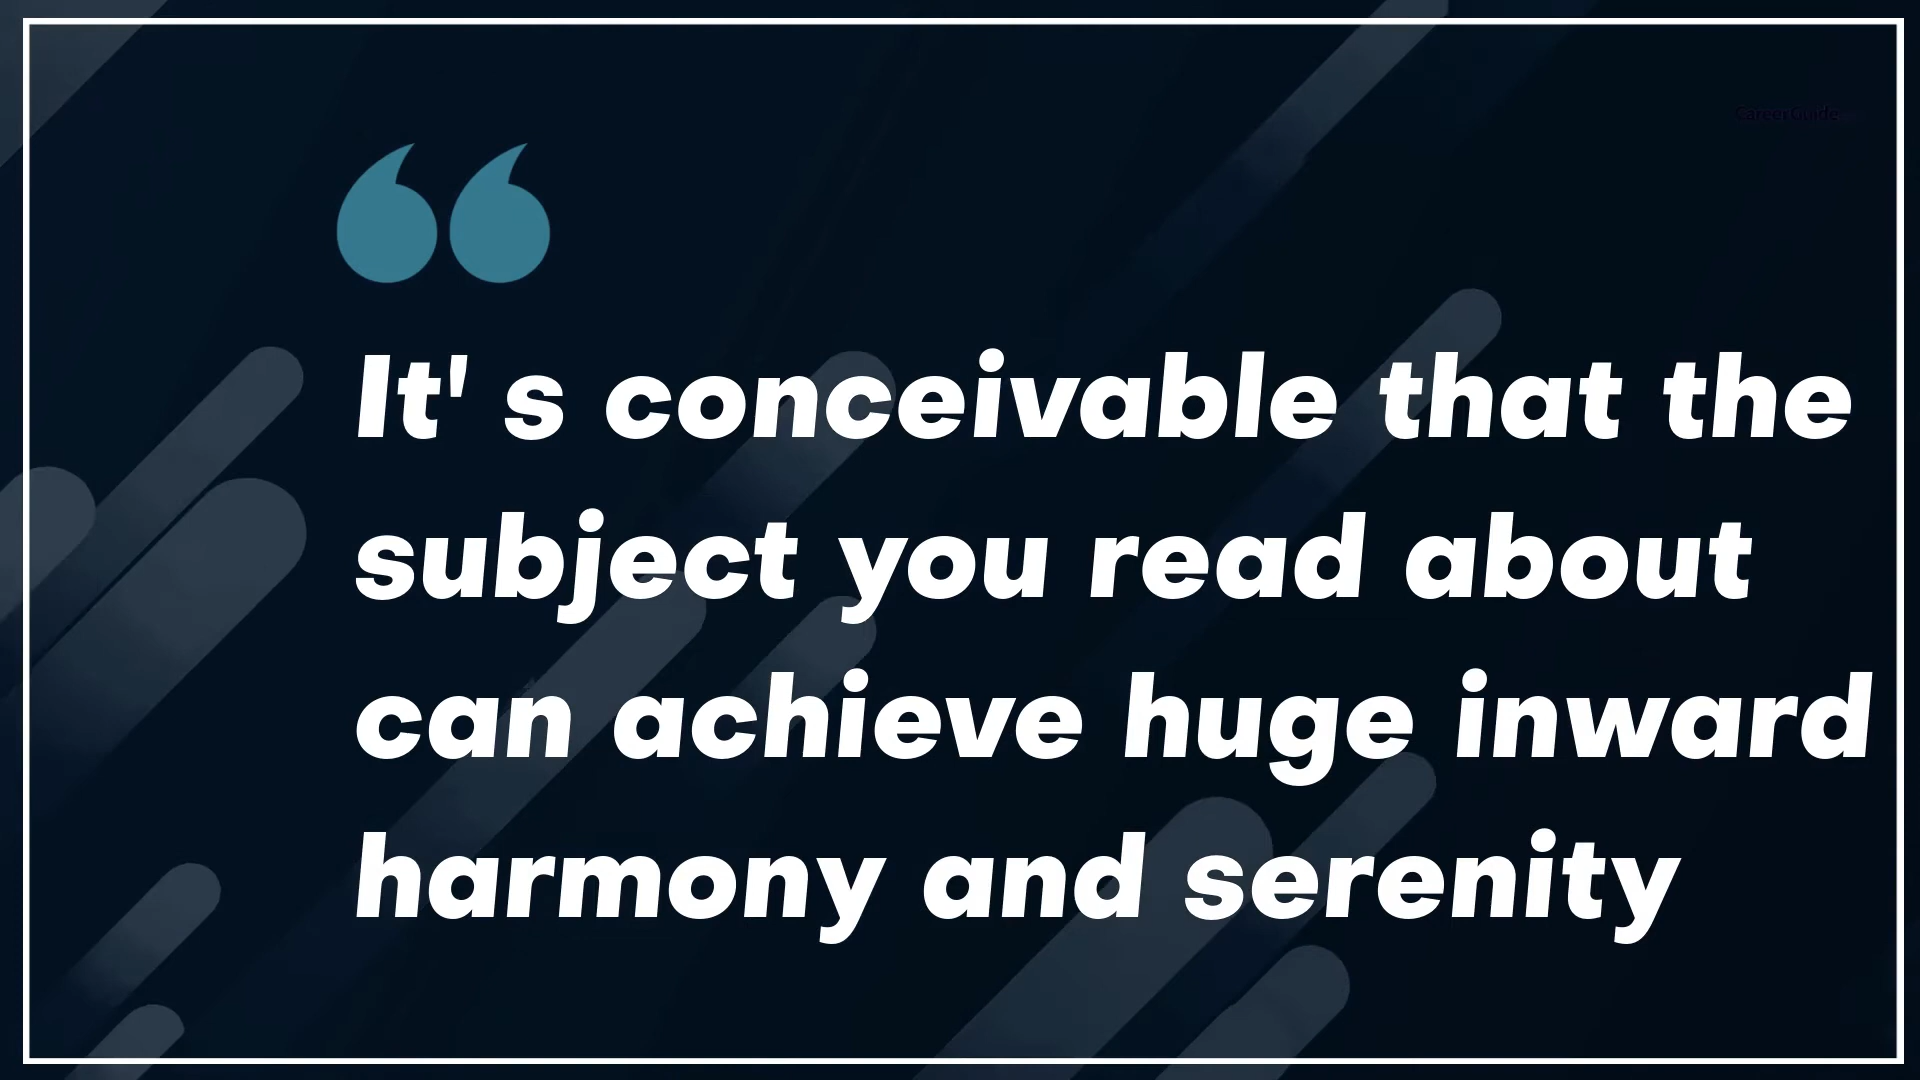 CareerGuide
It' s conceivable that the
subject you read about
can achieve huge inward
harmony and serenity